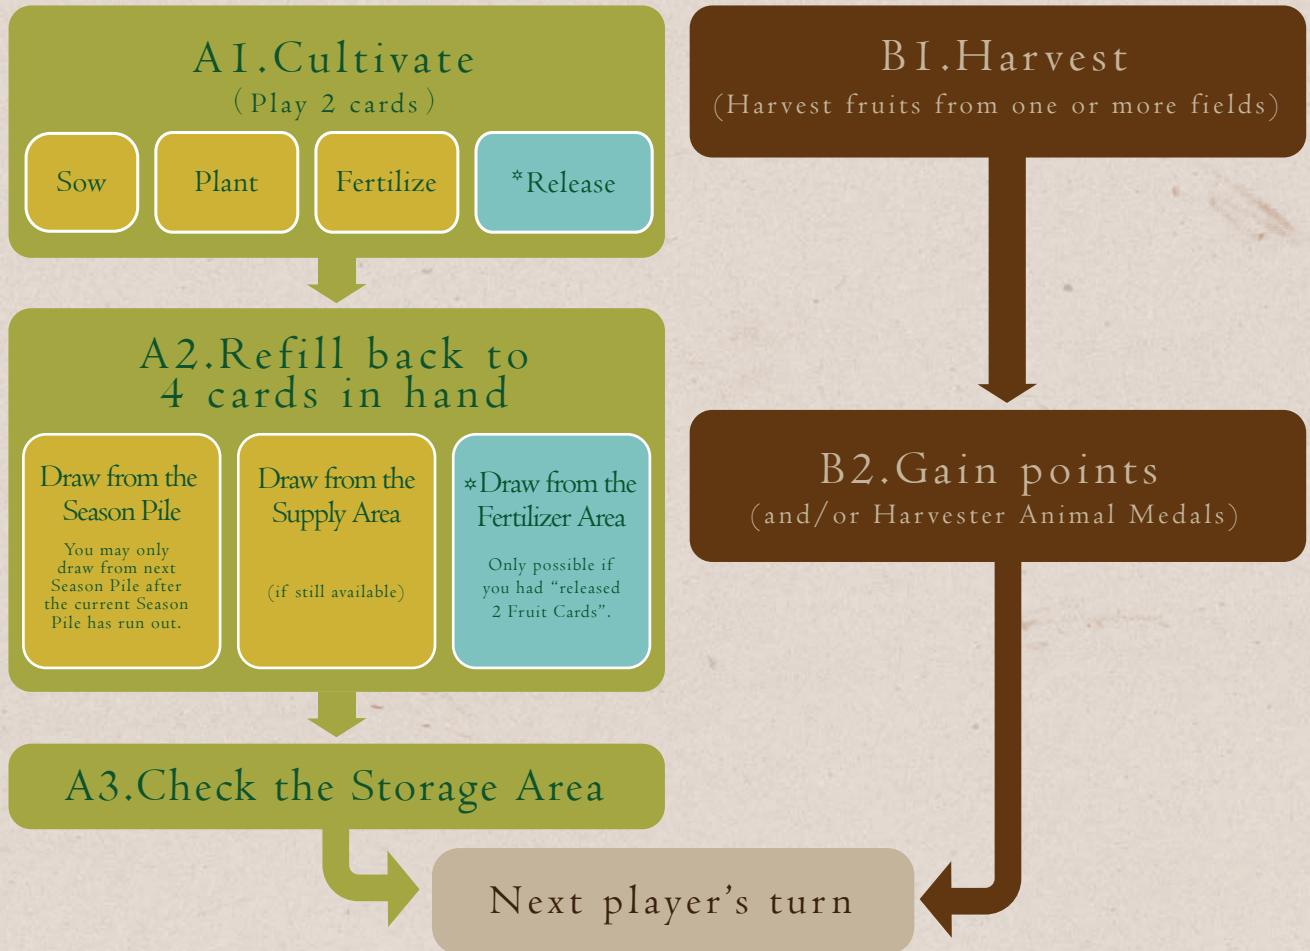 A1.Cultivate
(Play 2 cards)
Sow
Plant
Fertilize
*Release
A2.Refill back to
4 cards in hand
Draw from the
Season Pile
You may only
draw from next
Season Pile after
the current Season
Pile has run out.
Draw from the
Supply Area
(if still available)
*Draw from the
Fertilizer Area
Only possible if
you had “released
2 Fruit Cards”.
A3.Check the Storage Area
B1.Harvest
(Harvest fruits from one or more fields)
B2.Gain points
(and/or Harvester Animal Medals)
Next player’s turn